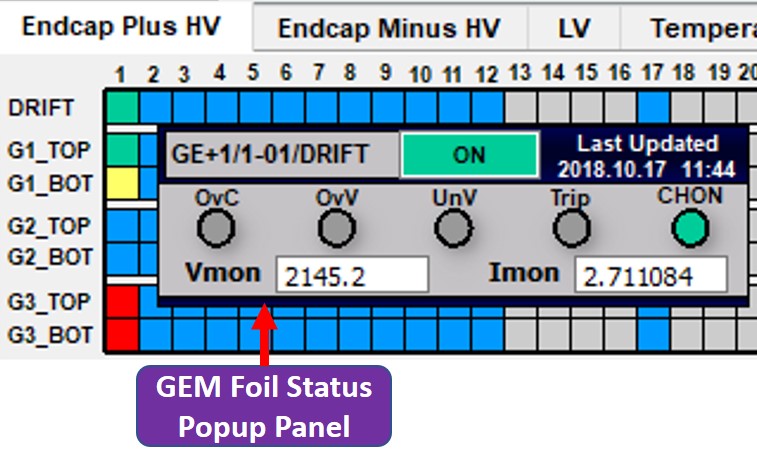 Endcap Plus HV Endcap Minus HV LV Tempera
1 2 3 4 5 6 7 8 9 10 11 12 13 14 15 16 17 18 19 20
DRIFT
G1_TOP
G1_BOT
G2_TOP
G2_BOT
G3_TOP
G3_BOT
GE+1/1-01/DRIFT ON Last Updated
2018.10.17 11:44
OvC OvV UnV Trip CHON
Vmon 2145.2 Imon 2.711084
GEM Foil Status
Popup Panel